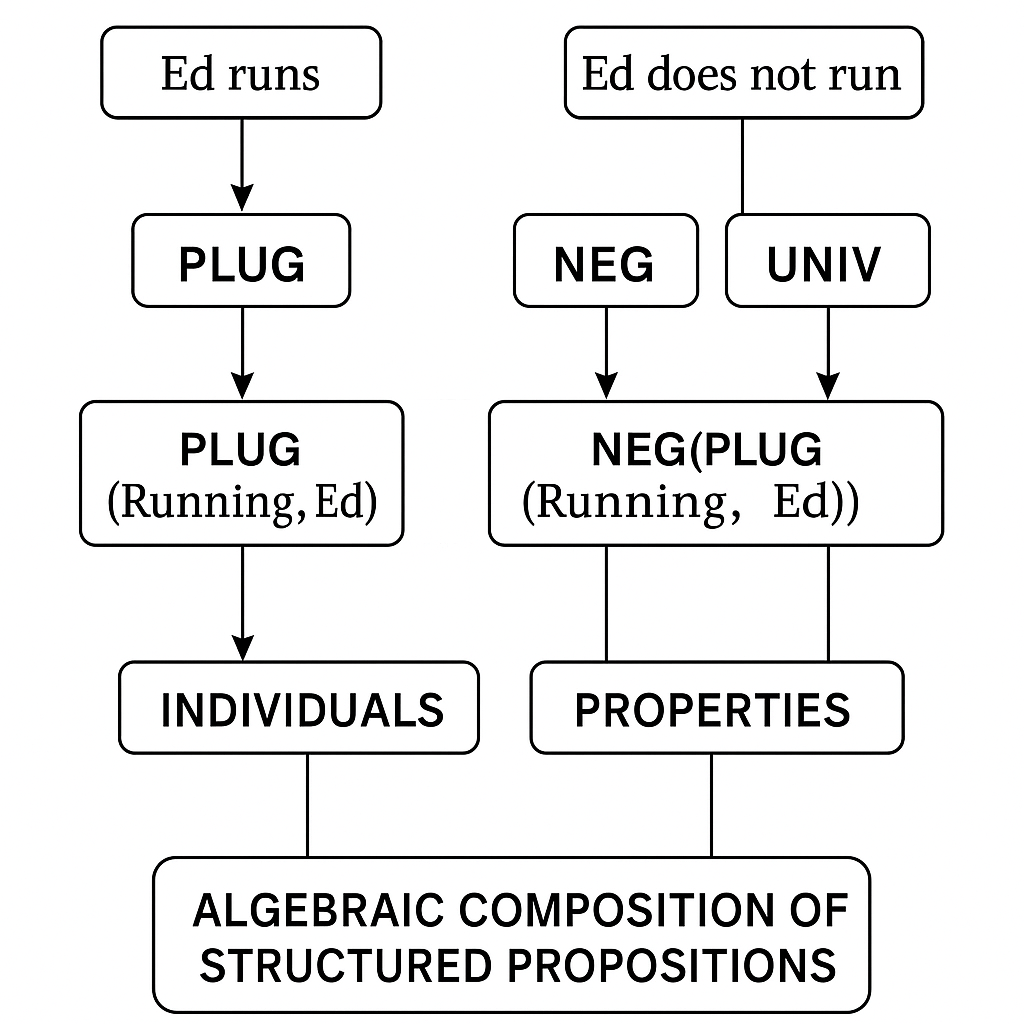 Ed runs
Ed does not run
PLUG
NEG
UNIV
PLUG
(Running, Ed)
NEG(PLUG
(Running, Ed))
INDIVIDUALS
PROPERTIES
ALGEBRAIC COMPOSITION OF
STRUCTURED PROPOSITIONS